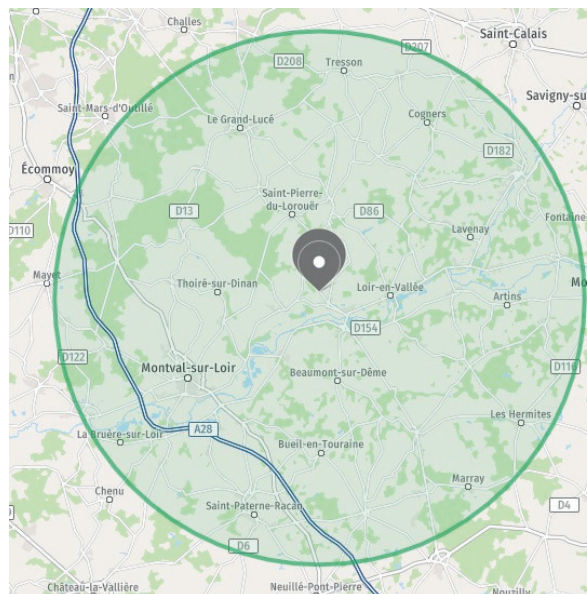 Challes
D207
Saint-Calais
D208
Tresson
Savigny-su
Saint-Mars-d'Outillé
Le Grand-Lucé
Cogners
D182
Écommoy
Saint-Pierre-
du-Lorouër
D13
D86
Fontaine
D110
Lavenay
Mayet
Thoiré-sur-Dinan
Loir-en-Vallée
Artins
Mo
D154
D122
Montval-sur-Loir
Beaumont-sur-Dême
D116
Les Hermites
A28
La Bruère-sur-Loir
Bueil-en-Touraine
Marray
Chenu
Saint-Paterne-Racan
D4
D6
Château-la-Vallière
Neuillé-Pont-Pierre
Nouzilly